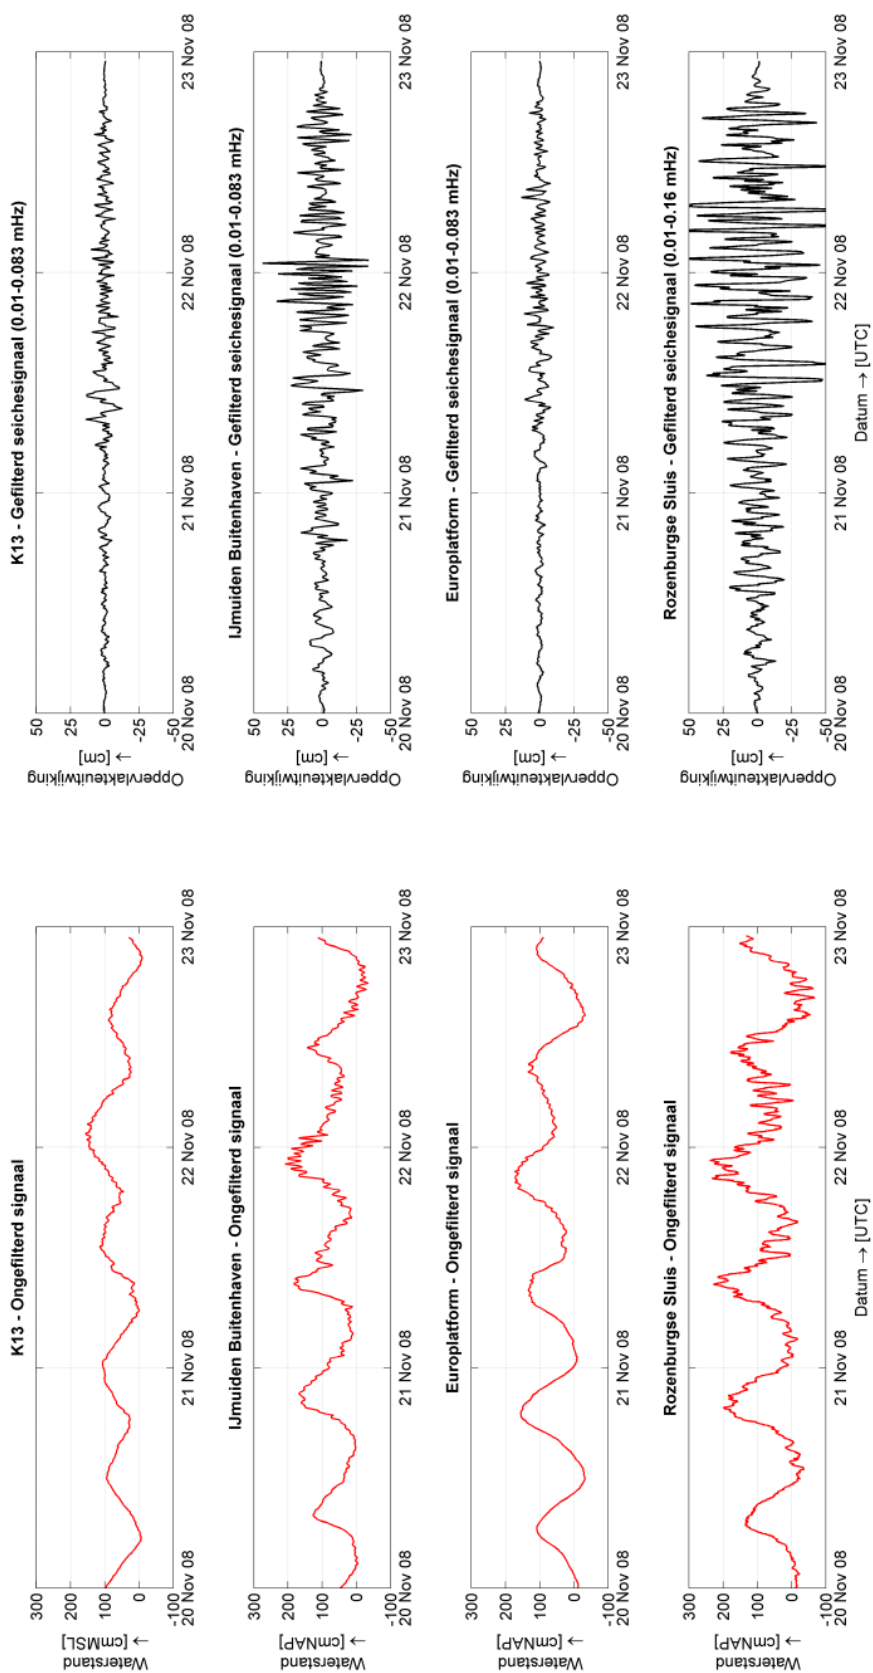 K13 - Ongefilterd signaal
Waterstand
→ [cmMSL]
300
200
100
0
-100
20 Nov 08
21 Nov 08
22 Nov 08
23 Nov 08
K13 - Gefilterd seichesignaal (0.01-0.083 mHz)
Oppervlakteuitwijking
→ [cm]
50
25
0
-25
-50
20 Nov 08
21 Nov 08
22 Nov 08
23 Nov 08
IJmuiden Buitenhaven - Ongefilterd signaal
Waterstand
→ [cmNAP]
300
200
100
0
-100
20 Nov 08
21 Nov 08
22 Nov 08
23 Nov 08
IJmuiden Buitenhaven - Gefilterd seichesignaal (0.01-0.083 mHz)
Oppervlakteuitwijking
→ [cm]
50
25
0
-25
-50
20 Nov 08
21 Nov 08
22 Nov 08
23 Nov 08
Europlatform - Ongefilterd signaal
Waterstand
→ [cmNAP]
300
200
100
0
-100
20 Nov 08
21 Nov 08
22 Nov 08
23 Nov 08
Europlatform - Gefilterd seichesignaal (0.01-0.083 mHz)
Oppervlakteuitwijking
→ [cm]
50
25
0
-25
-50
20 Nov 08
21 Nov 08
22 Nov 08
23 Nov 08
Rozenburgse Sluis - Ongefilterd signaal
Waterstand
→ [cmNAP]
300
200
100
0
-100
20 Nov 08
21 Nov 08
22 Nov 08
23 Nov 08
Datum → [UTC]
Rozenburgse Sluis - Gefilterd seichesignaal (0.01-0.16 mHz)
Oppervlakteuitwijking
→ [cm]
50
25
0
-25
-50
20 Nov 08
21 Nov 08
22 Nov 08
23 Nov 08
Datum → [UTC]